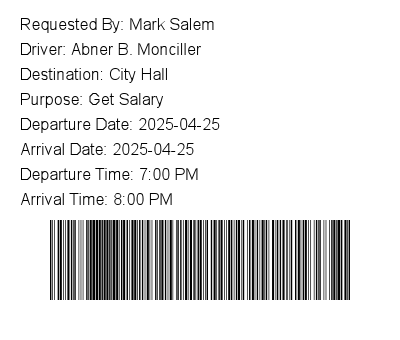 Requested By: Mark Salem
Driver: Abner B. Monciller
Destination: City Hall
Purpose: Get Salary
Departure Date: 2025-04-25
Arrival Date: 2025-04-25
Departure Time: 7:00 PM
Arrival Time: 8:00 PM